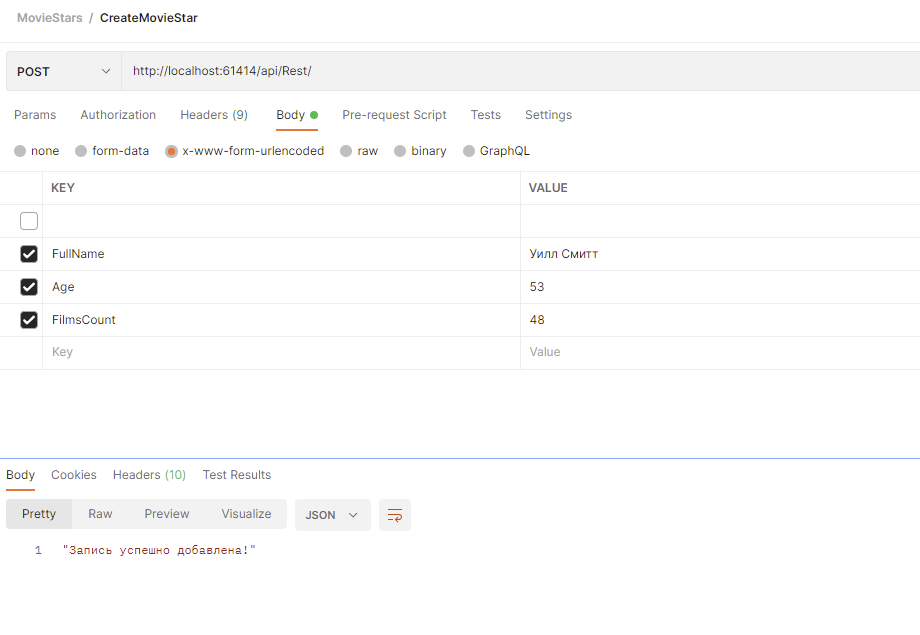 MovieStars / CreateMovieStar
POST http://localhost:61414/api/Rest/
Params Authorization Headers (9) Body Pre-request Script Tests Settings
none form-data x-www-form-urlencoded raw binary GraphQL
KEY VALUE
FullName Уилл Смитт
Age 53
FilmsCount 48
Key Value
Body Cookies Headers (10) Test Results
Pretty Raw Preview Visualize JSON
1 "Запись успешно добавлена!"